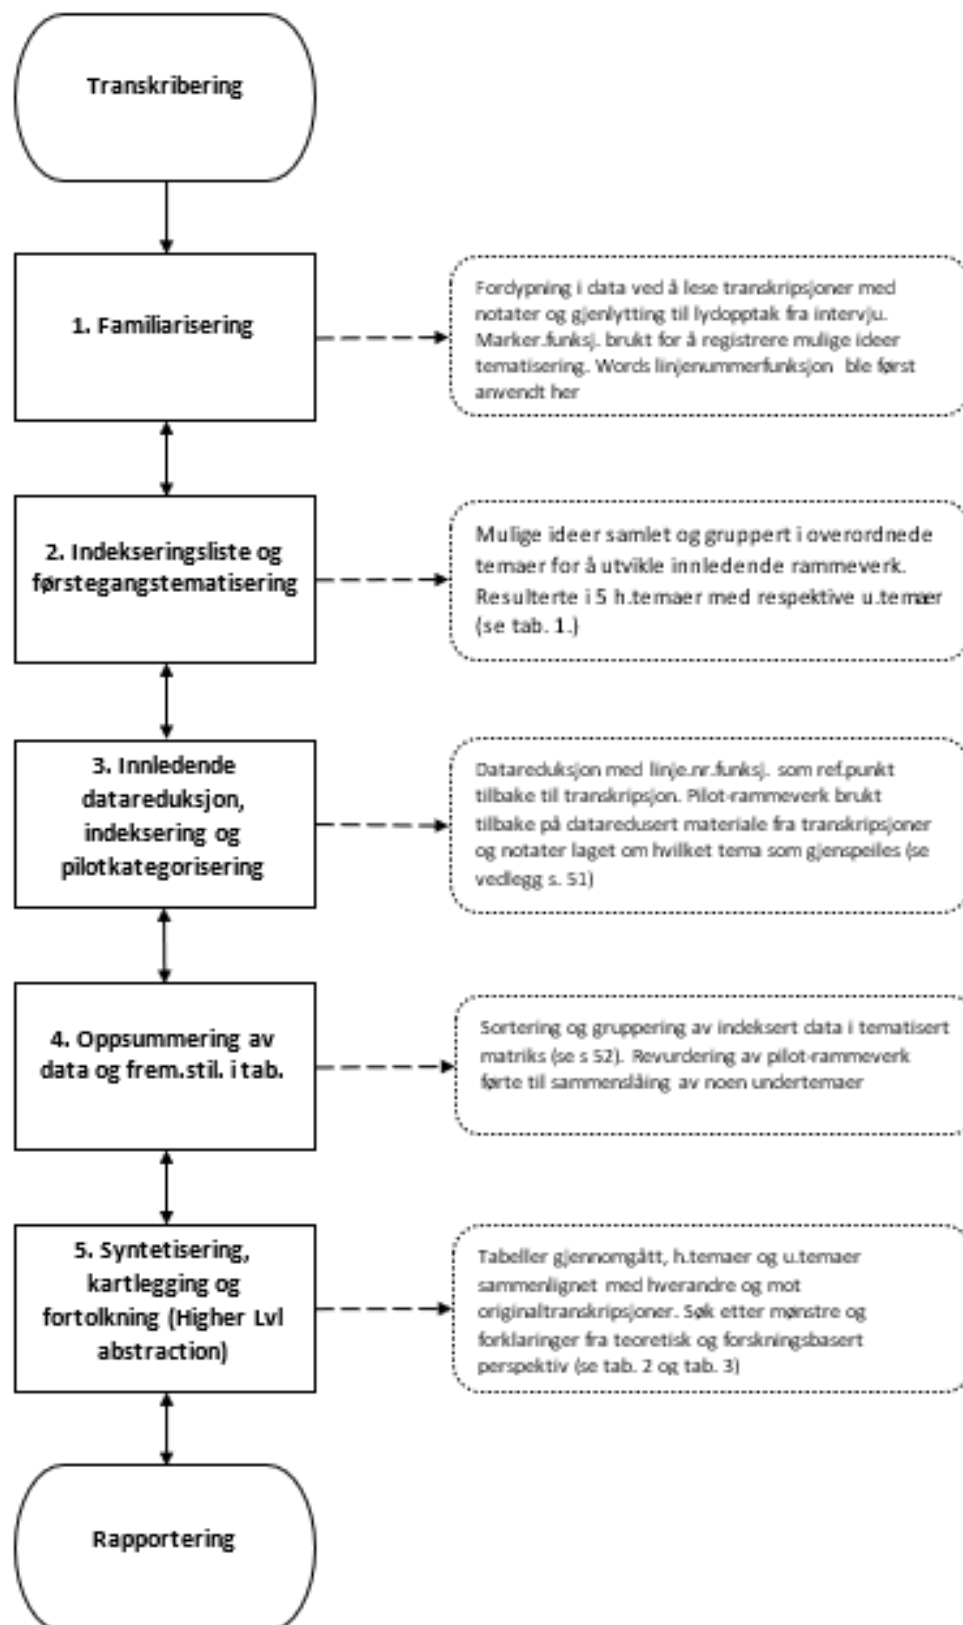 Transkribering
1. Familiarisering
Fordypning i data ved å lese transkripsjoner med
notater og gjenlytting til lydopptak fra intervju.
Marker.funksj. brukt for å registrere mulige ideer
tematisering. Words linjenummerfunksjon ble først
anvendt her
2. Indekseringsliste og
førstegangstematisering
Mulige ideer samlet og gruppert i overordnede
temaer for å utvikle innledende rammeverk.
Resulterte i 5 h.temaer med respektive u.temær
(se tab. 1.)
3. Innledende
datareduksjon,
indeksering og
pilotkategorisering
Datareduksjon med linje.nr.funksj. som ref.punkt
tilbake til transkripsjon. Pilot-rammeverk brukt
tilbake på dataredusert materiale fra transkripsjoner
og notater laget om hvilket tema som gjenspeiles (se
vedlegg s. 51)
4. Oppsummering av
data og frem.stil. i tab.
Sortering og gruppering av indeksert data i tematisert
matriks (se s 52). Revurdering av pilot-rammeverk
førte til sammenslåing av noen undertemaer
5. Syntetisering,
kartlegging og
fortolkning (Higher Lvl
abstraction)
Tabeller gjennomgått, h.temaer og u.temaer
sammenlignet med hverandre og mot
originaltranskripsjoner. Søk etter mønstre og
forklaringer fra teoretisk og forskningsbasert
perspektiv (se tab. 2 og tab. 3)
Rapportering